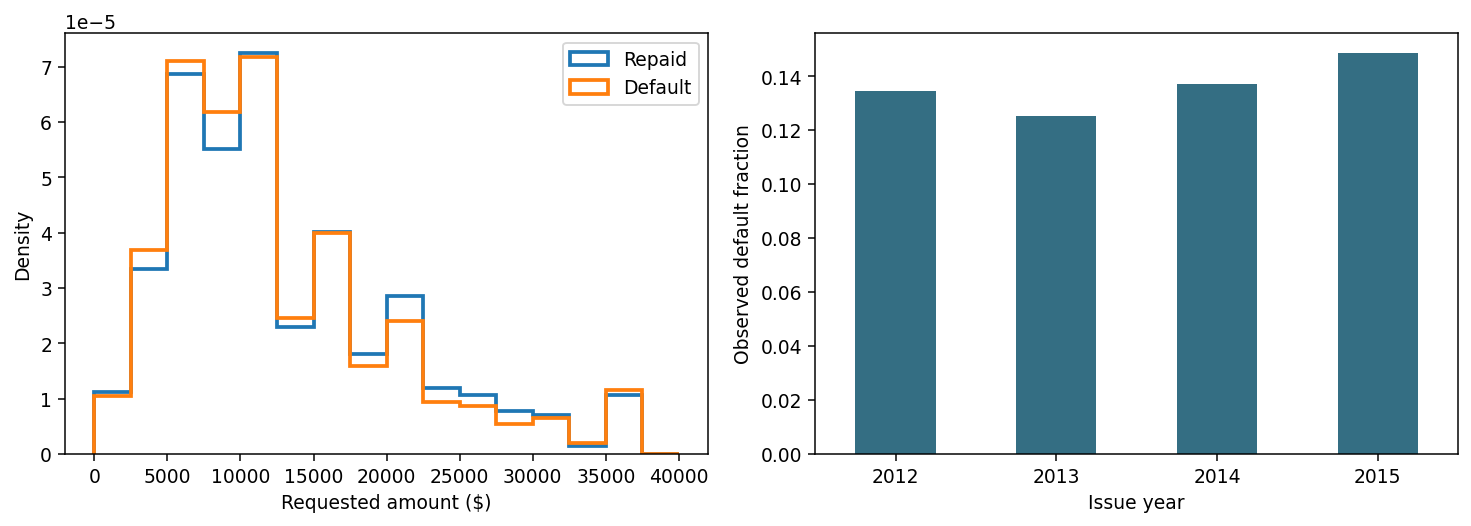 1e−5
7
6
5
4
3
2
1
0
Density
0 5000 10000 15000 20000 25000 30000 35000 40000
Requested amount ($)
Repaid
Default
0.14
0.12
0.10
0.08
0.06
0.04
0.02
0.00
Observed default fraction
2012 2013 2014 2015
Issue year